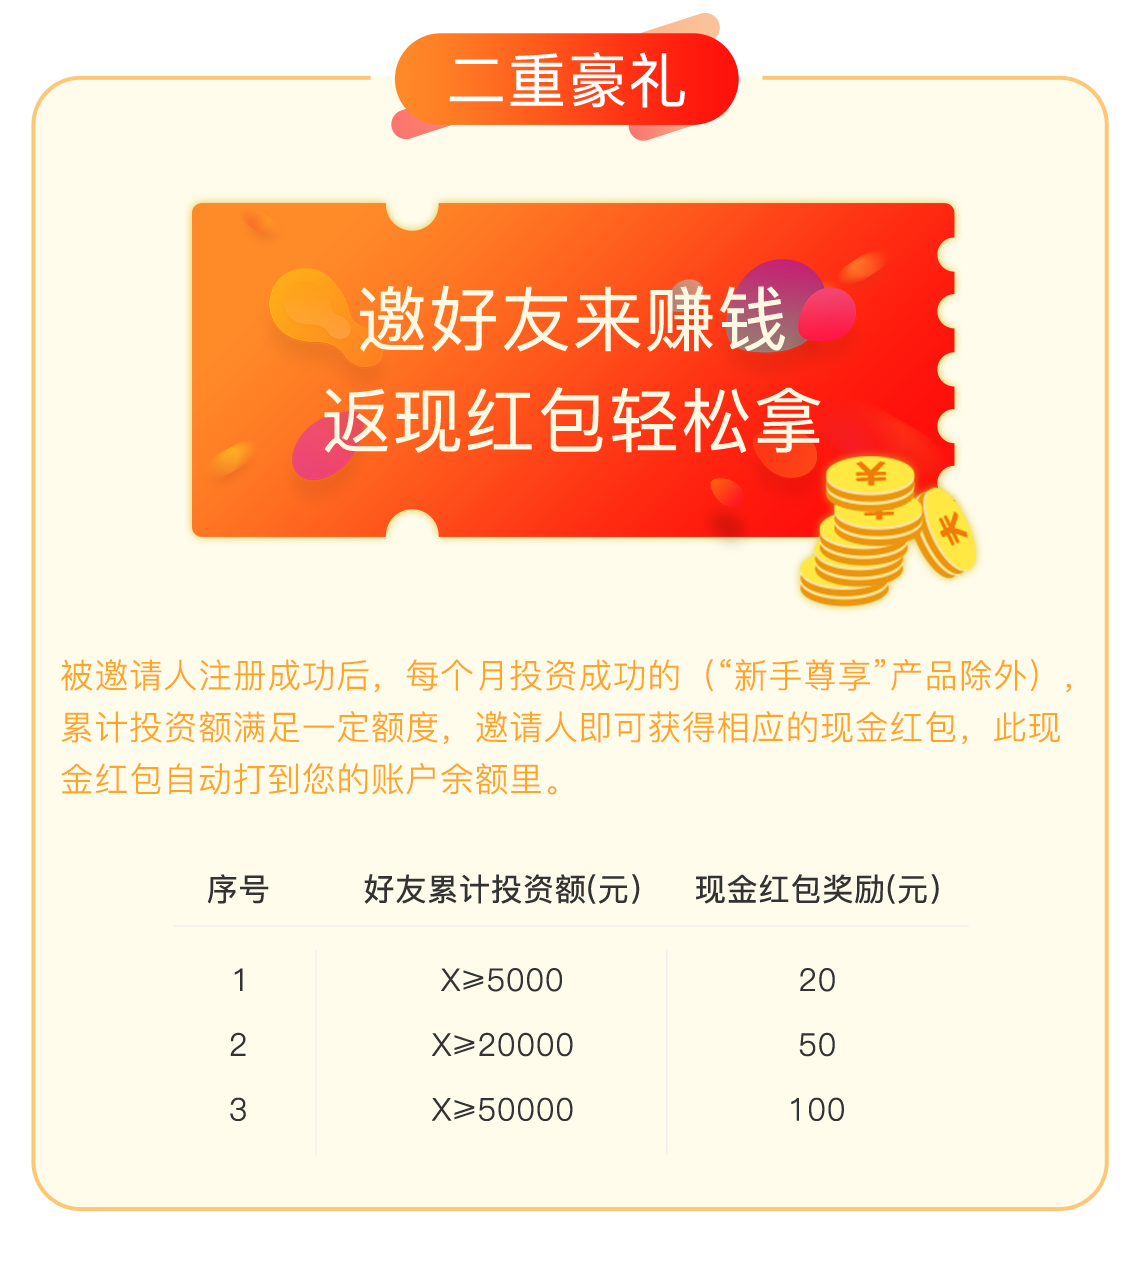 二重豪礼
邀好友来赚钱
返现红包轻松拿
被邀请人注册成功后，每个月投资成功的（“新手尊享”产品除外），
累计投资额满足一定额度，邀请人即可获得相应的现金红包，此现
金红包自动打到您的账户余额里。
序号 好友累计投资额(元) 现金红包奖励(元)
1 X⩾5000 20
2 X⩾20000 50
3 X⩾50000 100